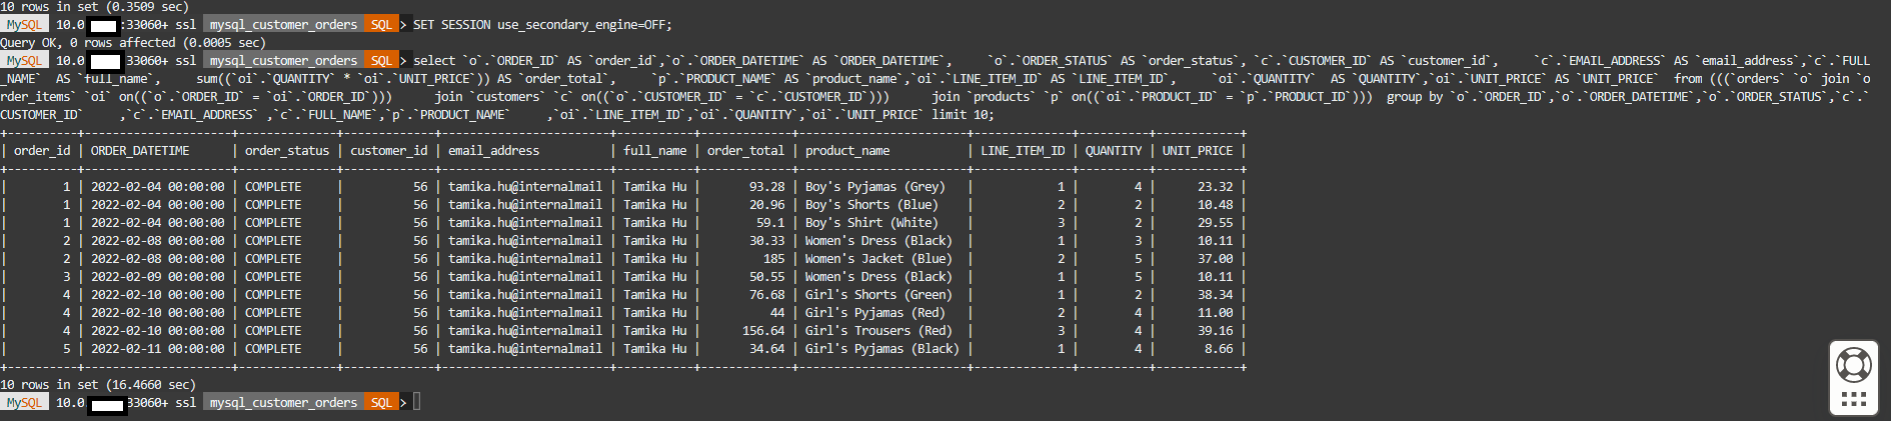 10 rows in set (0.3509 sec)
MySQL 10.0 :33060+ ssl mysql_customer_orders SQL > SET SESSION use_secondary_engine=OFF;
Query OK, 0 rows affected (0.0005 sec)
MySQL 10.0 :33060+ ssl mysql_customer_orders SQL > select `o`.`ORDER_ID` AS `order_id`,`o`.`ORDER_DATETIME` AS `ORDER_DATETIME`,     `o`.`ORDER_STATUS` AS `order_status`, `c`.`CUSTOMER_ID` AS `customer_id`,     `c`.`EMAIL_ADDRESS` AS `email_address`,`c`.`FULL
_NAME`  AS `full_name`,     sum((`oi`.`QUANTITY` * `oi`.`UNIT_PRICE`)) AS `order_total`,     `p`.`PRODUCT_NAME` AS `product_name`,`oi`.`LINE_ITEM_ID` AS `LINE_ITEM_ID`,     `oi`.`QUANTITY`  AS `QUANTITY`,`oi`.`UNIT_PRICE` AS `UNIT_PRICE`  from (((`orders` `o` join `o
rder_items` `oi` on((`o`.`ORDER_ID` = `oi`.`ORDER_ID`)))     join `customers` `c` on((`o`.`CUSTOMER_ID` = `c`.`CUSTOMER_ID`)))     join `products` `p` on((`oi`.`PRODUCT_ID` = `p`.`PRODUCT_ID`)))  group by `o`.`ORDER_ID`,`o`.`ORDER_DATETIME`,`o`.`ORDER_STATUS`,`c`.`
CUSTOMER_ID`     ,`c`.`EMAIL_ADDRESS` ,`c`.`FULL_NAME`,`p`.`PRODUCT_NAME`     ,`oi`.`LINE_ITEM_ID`,`oi`.`QUANTITY`,`oi`.`UNIT_PRICE` limit 10;
| order_id | ORDER_DATETIME | order_status | customer_id | email_address | full_name | order_total | product_name | LINE_ITEM_ID | QUANTITY | UNIT_PRICE |
| 1 | 2022-02-04 00:00:00 | COMPLETE | 56 | tamika.hu@internalmail | Tamika Hu | 93.28 | Boy's Pyjamas (Grey) | 1 | 4 | 23.32 |
| 1 | 2022-02-04 00:00:00 | COMPLETE | 56 | tamika.hu@internalmail | Tamika Hu | 20.96 | Boy's Shorts (Blue) | 2 | 2 | 10.48 |
| 1 | 2022-02-04 00:00:00 | COMPLETE | 56 | tamika.hu@internalmail | Tamika Hu | 59.1 | Boy's Shirt (White) | 3 | 2 | 29.55 |
| 2 | 2022-02-08 00:00:00 | COMPLETE | 56 | tamika.hu@internalmail | Tamika Hu | 30.33 | Women's Dress (Black) | 1 | 3 | 10.11 |
| 2 | 2022-02-08 00:00:00 | COMPLETE | 56 | tamika.hu@internalmail | Tamika Hu | 185 | Women's Jacket (Blue) | 2 | 5 | 37.00 |
| 3 | 2022-02-09 00:00:00 | COMPLETE | 56 | tamika.hu@internalmail | Tamika Hu | 50.55 | Women's Dress (Black) | 1 | 5 | 10.11 |
| 4 | 2022-02-10 00:00:00 | COMPLETE | 56 | tamika.hu@internalmail | Tamika Hu | 76.68 | Girl's Shorts (Green) | 1 | 2 | 38.34 |
| 4 | 2022-02-10 00:00:00 | COMPLETE | 56 | tamika.hu@internalmail | Tamika Hu | 44 | Girl's Pyjamas (Red) | 2 | 4 | 11.00 |
| 4 | 2022-02-10 00:00:00 | COMPLETE | 56 | tamika.hu@internalmail | Tamika Hu | 156.64 | Girl's Trousers (Red) | 3 | 4 | 39.16 |
| 5 | 2022-02-11 00:00:00 | COMPLETE | 56 | tamika.hu@internalmail | Tamika Hu | 34.64 | Girl's Pyjamas (Black) | 1 | 4 | 8.66 |
10 rows in set (16.4660 sec)
MySQL 10.0 33060+ ssl mysql_customer_orders SQL >